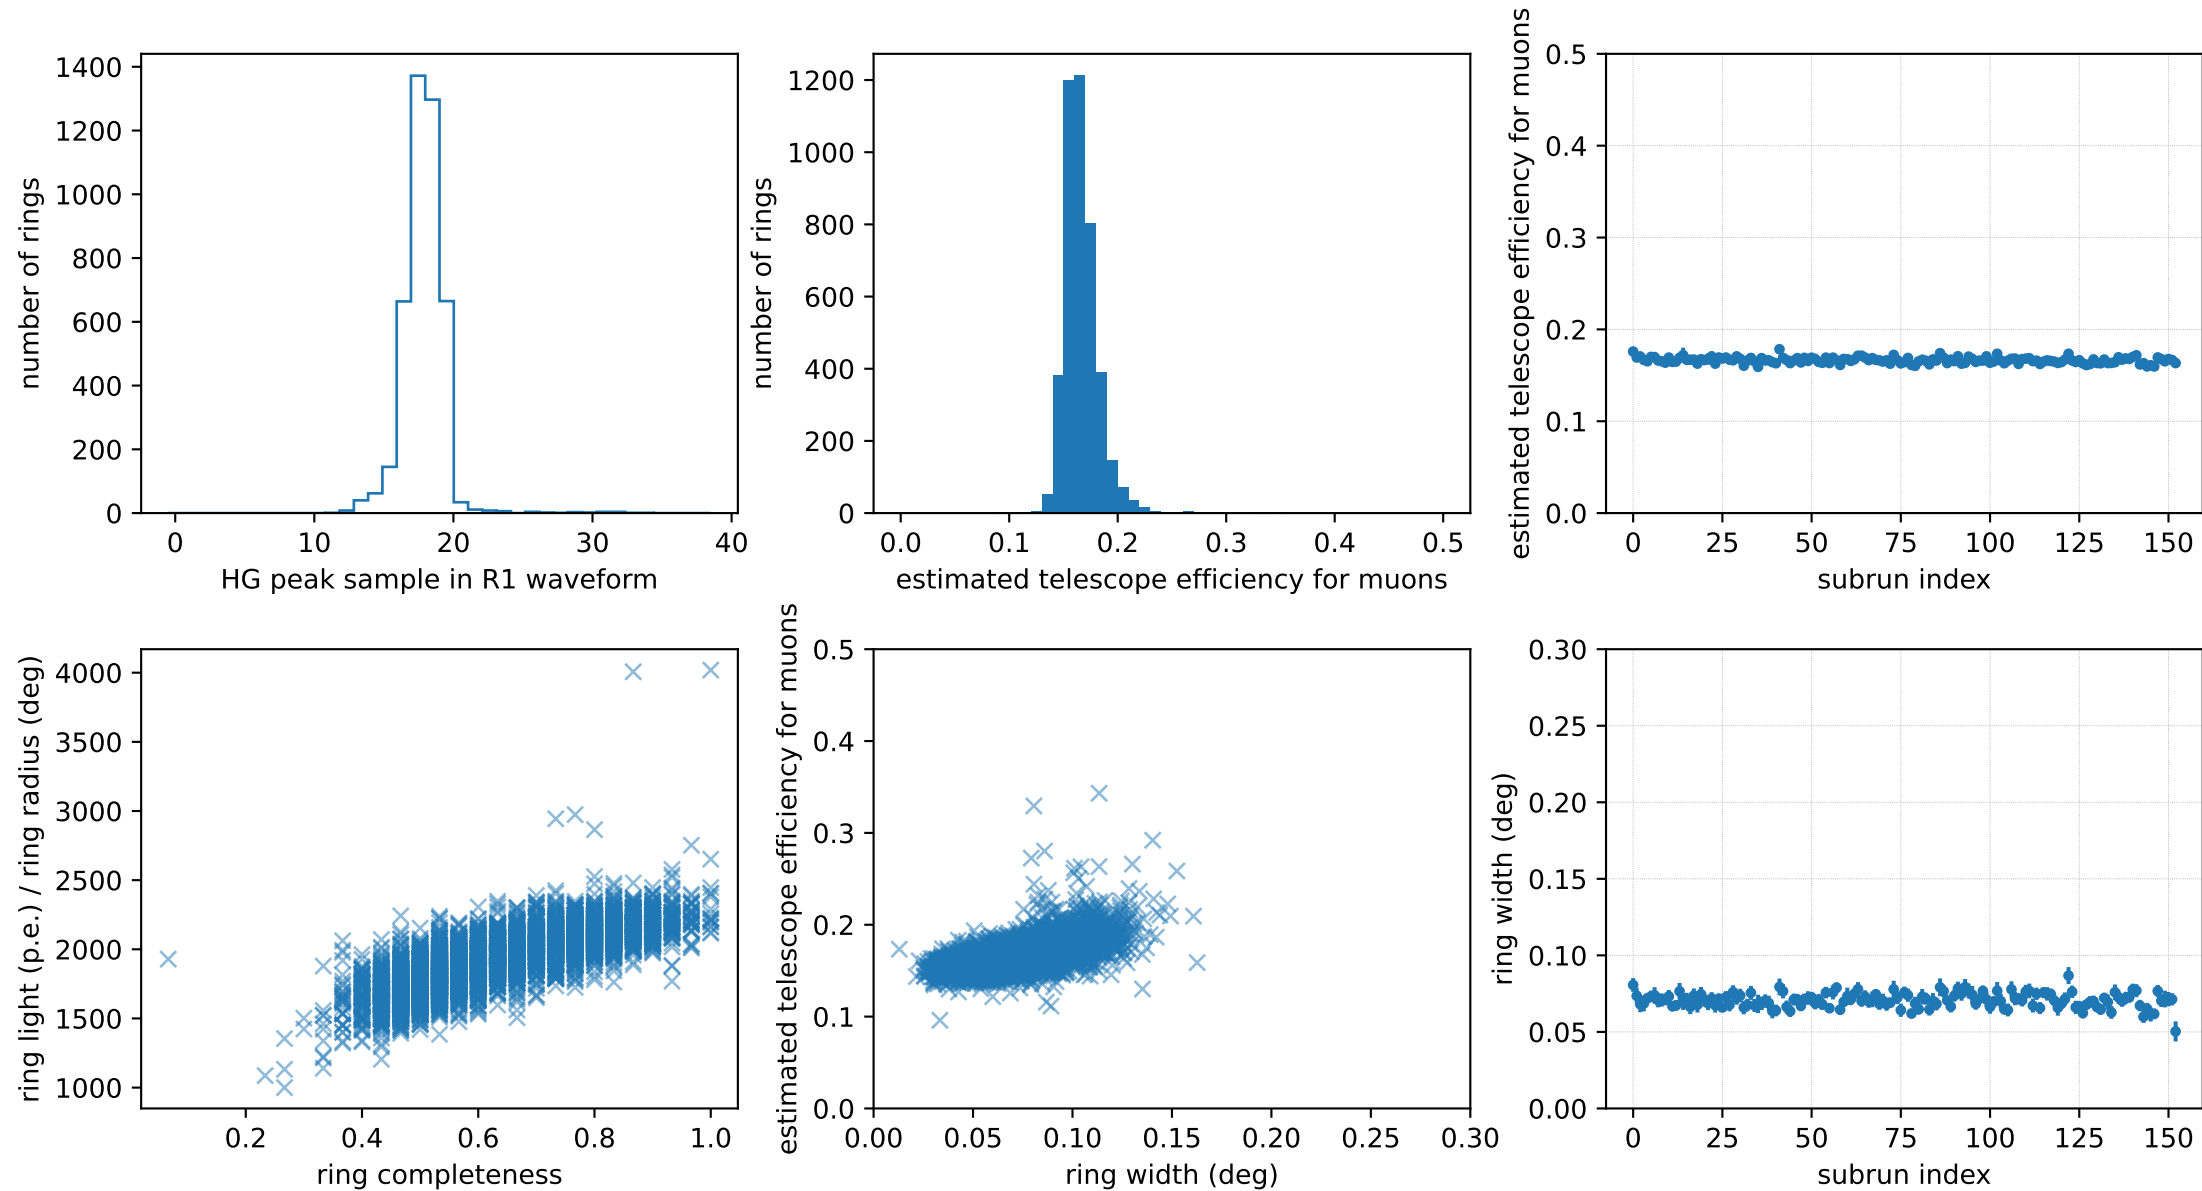 number of rings
1400
1200
1000
800
600
400
200
0
0 10 20 30 40
HG peak sample in R1 waveform
number of rings
1200
1000
800
600
400
200
0
0.0 0.1 0.2 0.3 0.4 0.5
estimated telescope efficiency for muons
estimated telescope efficiency for muons
0.5
0.4
0.3
0.2
0.1
0.0
0 25 50 75 100 125 150
subrun index
ring light (p.e.) / ring radius (deg)
4000
3500
3000
2500
2000
1500
1000
0.2 0.4 0.6 0.8 1.0
ring completeness
estimated telescope efficiency for muons
0.5
0.4
0.3
0.2
0.1
0.0
0.00 0.05 0.10 0.15 0.20 0.25 0.30
ring width (deg)
ring width (deg)
0.30
0.25
0.20
0.15
0.10
0.05
0.00
0 25 50 75 100 125 150
subrun index